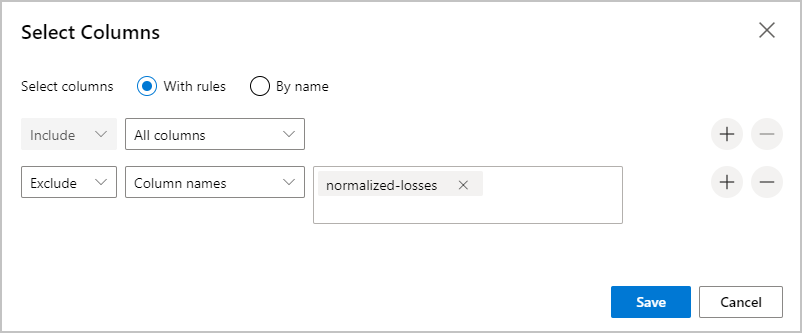 Select Columns
Select columns With rules By name
Include All columns
Exclude Column names normalized-losses
Save Cancel